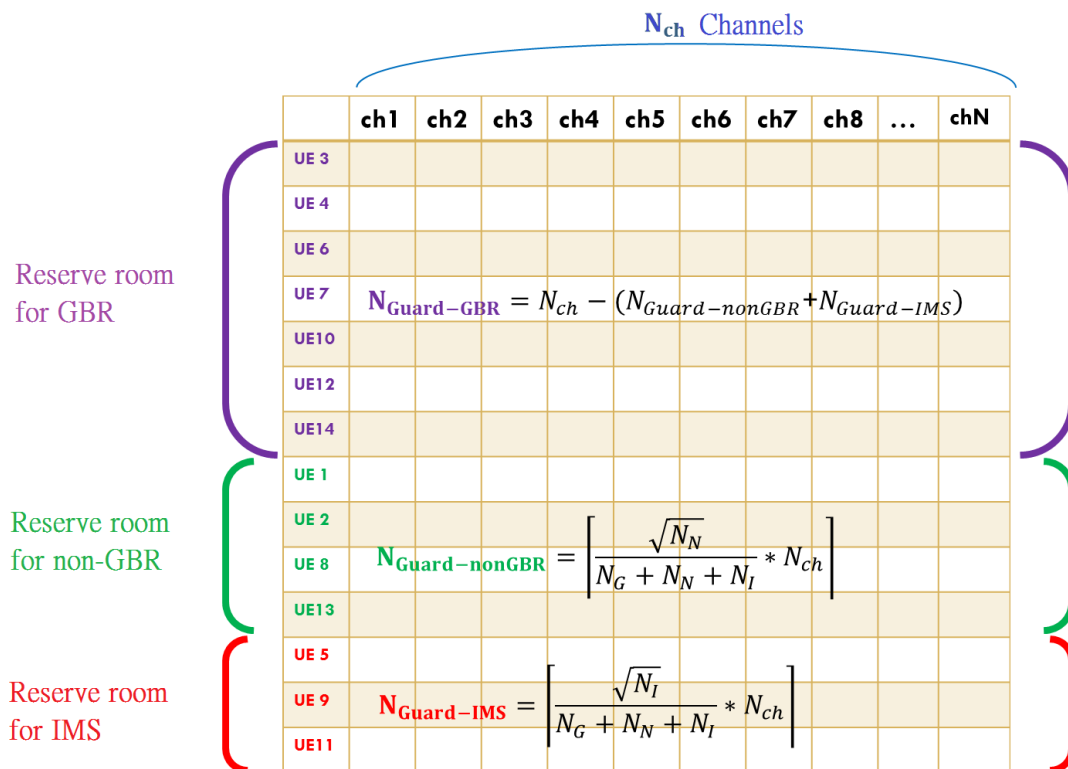 N_ch Channels
ch1 ch2 ch3 ch4 ch5 ch6 ch7 ch8 ... chN
Reserve room
for GBR
UE 3
UE 4
UE 6
UE 7 N_Guard−GBR = N_ch − (N_Guard−nonGBR+N_Guard−IMS)
UE10
UE12
UE14
Reserve room
for non-GBR
UE 1
UE 2
UE 8 N_Guard−nonGBR = ⌈√N_N / (N_G + N_N + N_I) * N_ch⌉
UE13
Reserve room
for IMS
UE 5
UE 9 N_Guard−IMS = ⌈√N_I / (N_G + N_N + N_I) * N_ch⌉
UE11